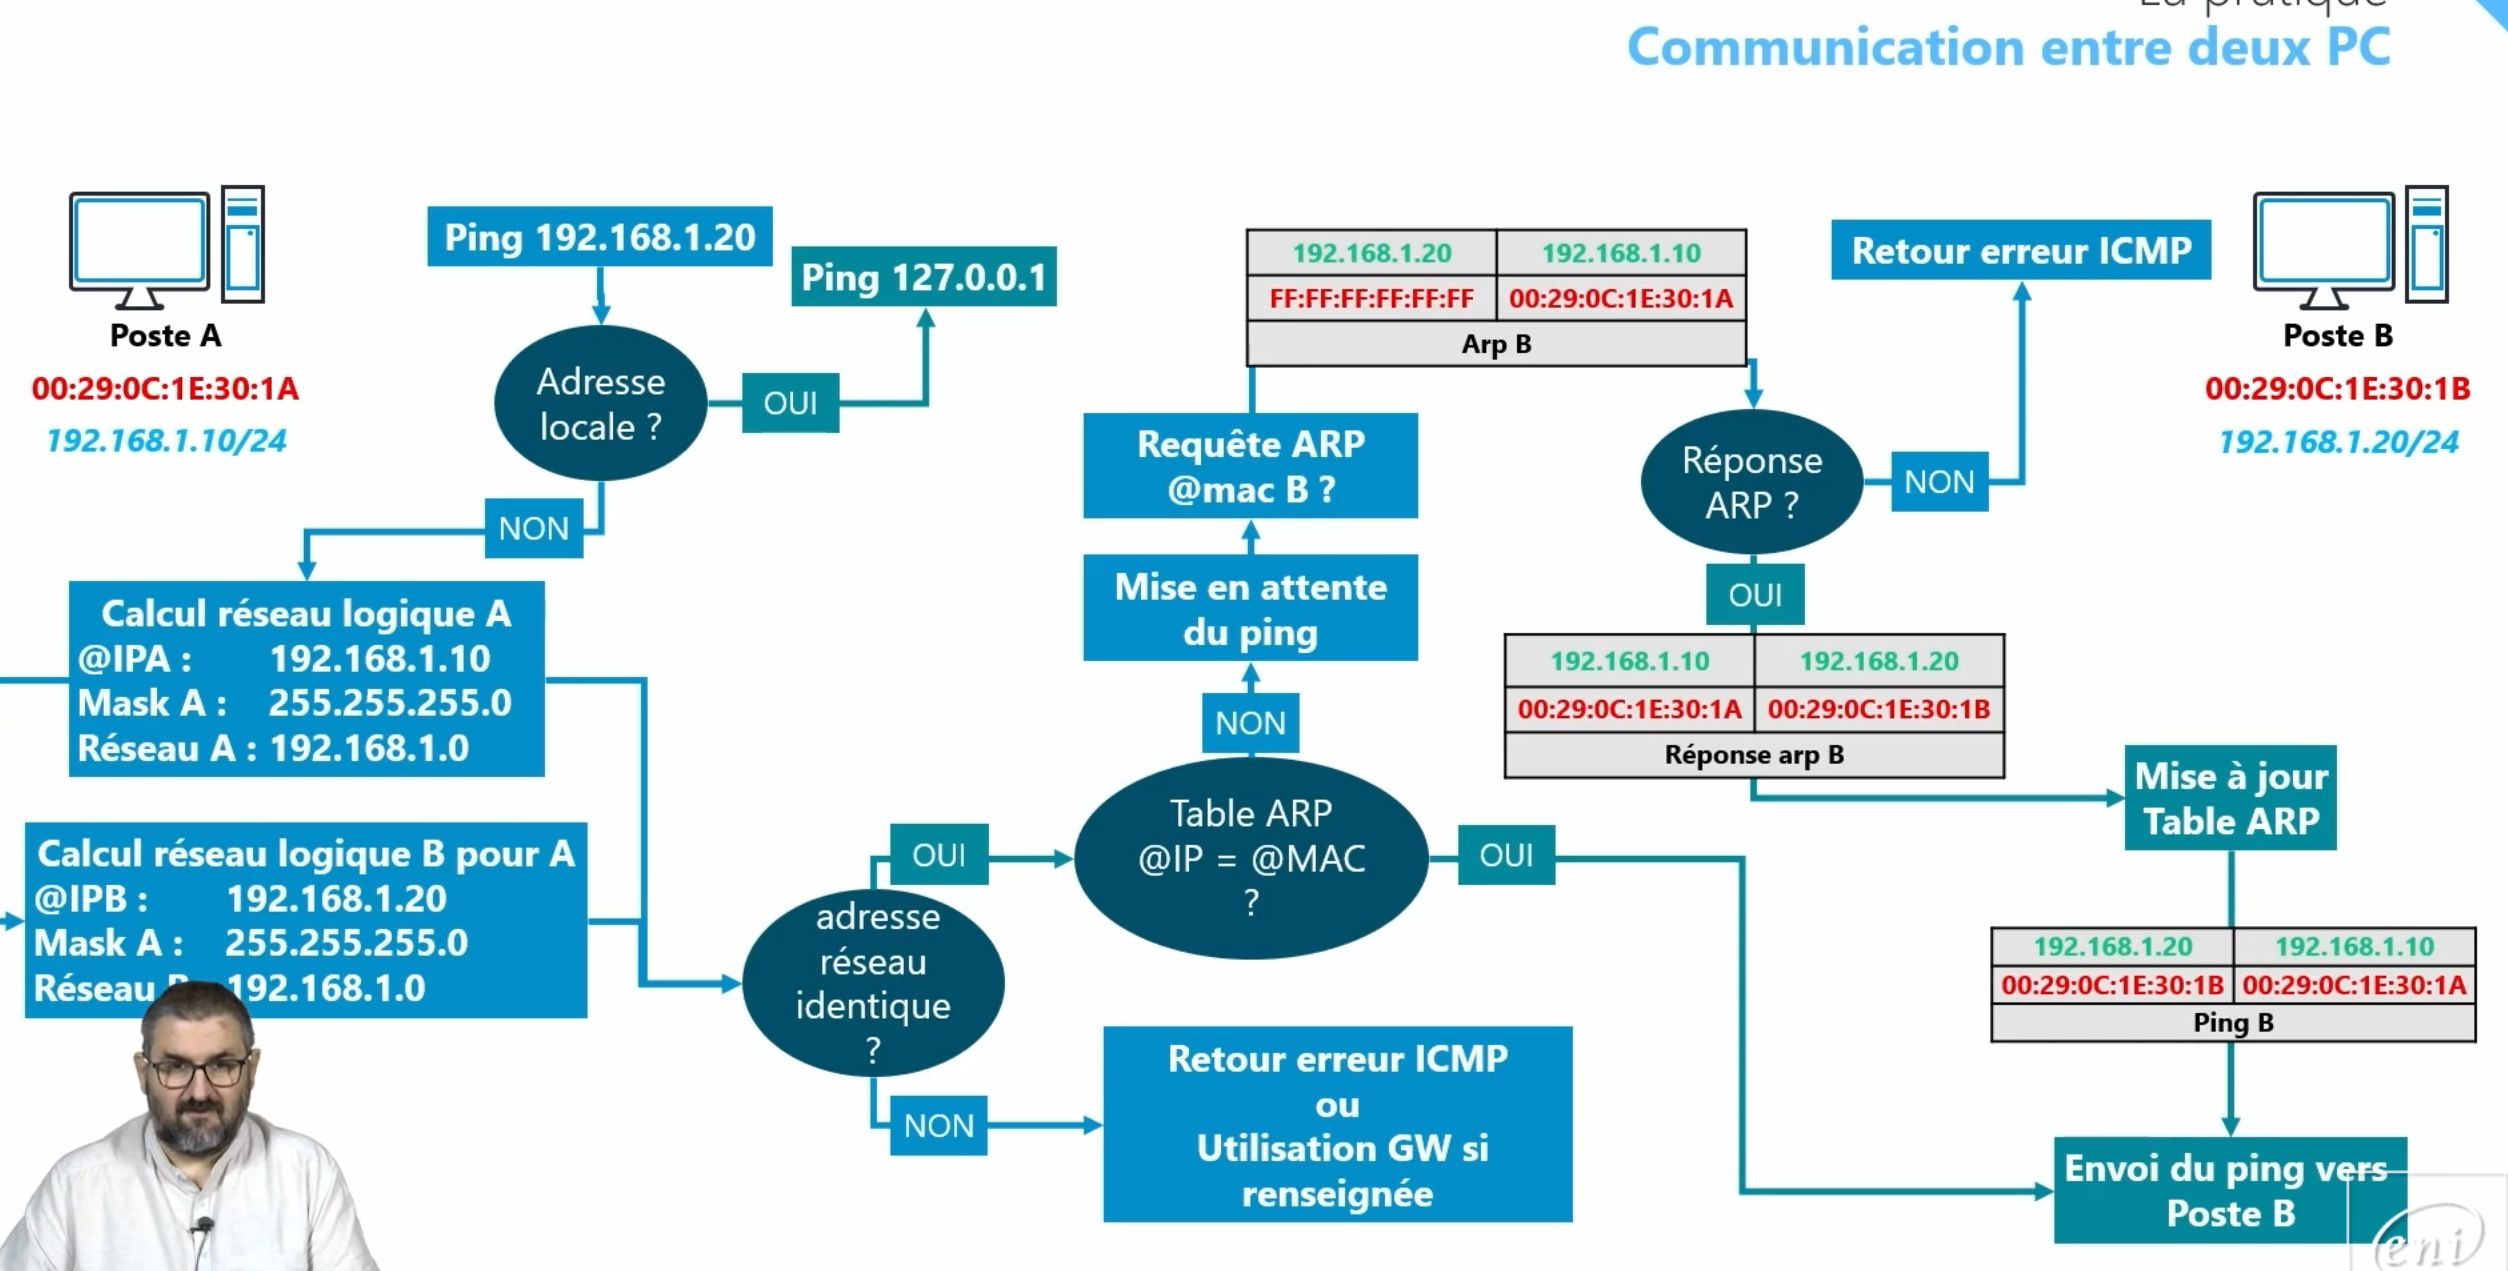 Communication entre deux PC
Poste A
00:29:0C:1E:30:1A
192.168.1.10/24
Ping 192.168.1.20
Ping 127.0.0.1
Adresse
locale ?
OUI
NON
Calcul réseau logique A
@IPA : 192.168.1.10
Mask A : 255.255.255.0
Réseau A : 192.168.1.0
Calcul réseau logique B pour A
@IPB : 192.168.1.20
Mask A : 255.255.255.0
Réseau 192.168.1.0
adresse
réseau
identique
?
OUI
NON
Retour erreur ICMP
ou
Utilisation GW si
renseignée
Table ARP
@IP = @MAC
?
OUI
NON
Mise en attente
du ping
Requête ARP
@mac B ?
192.168.1.20 192.168.1.10
FF:FF:FF:FF:FF:FF 00:29:0C:1E:30:1A
Arp B
Réponse
ARP ?
NON
Retour erreur ICMP
OUI
192.168.1.10 192.168.1.20
00:29:0C:1E:30:1A 00:29:0C:1E:30:1B
Réponse arp B
Mise à jour
Table ARP
192.168.1.20 192.168.1.10
00:29:0C:1E:30:1B 00:29:0C:1E:30:1A
Ping B
Envoi du ping vers
Poste B
Poste B
00:29:0C:1E:30:1B
192.168.1.20/24
eni